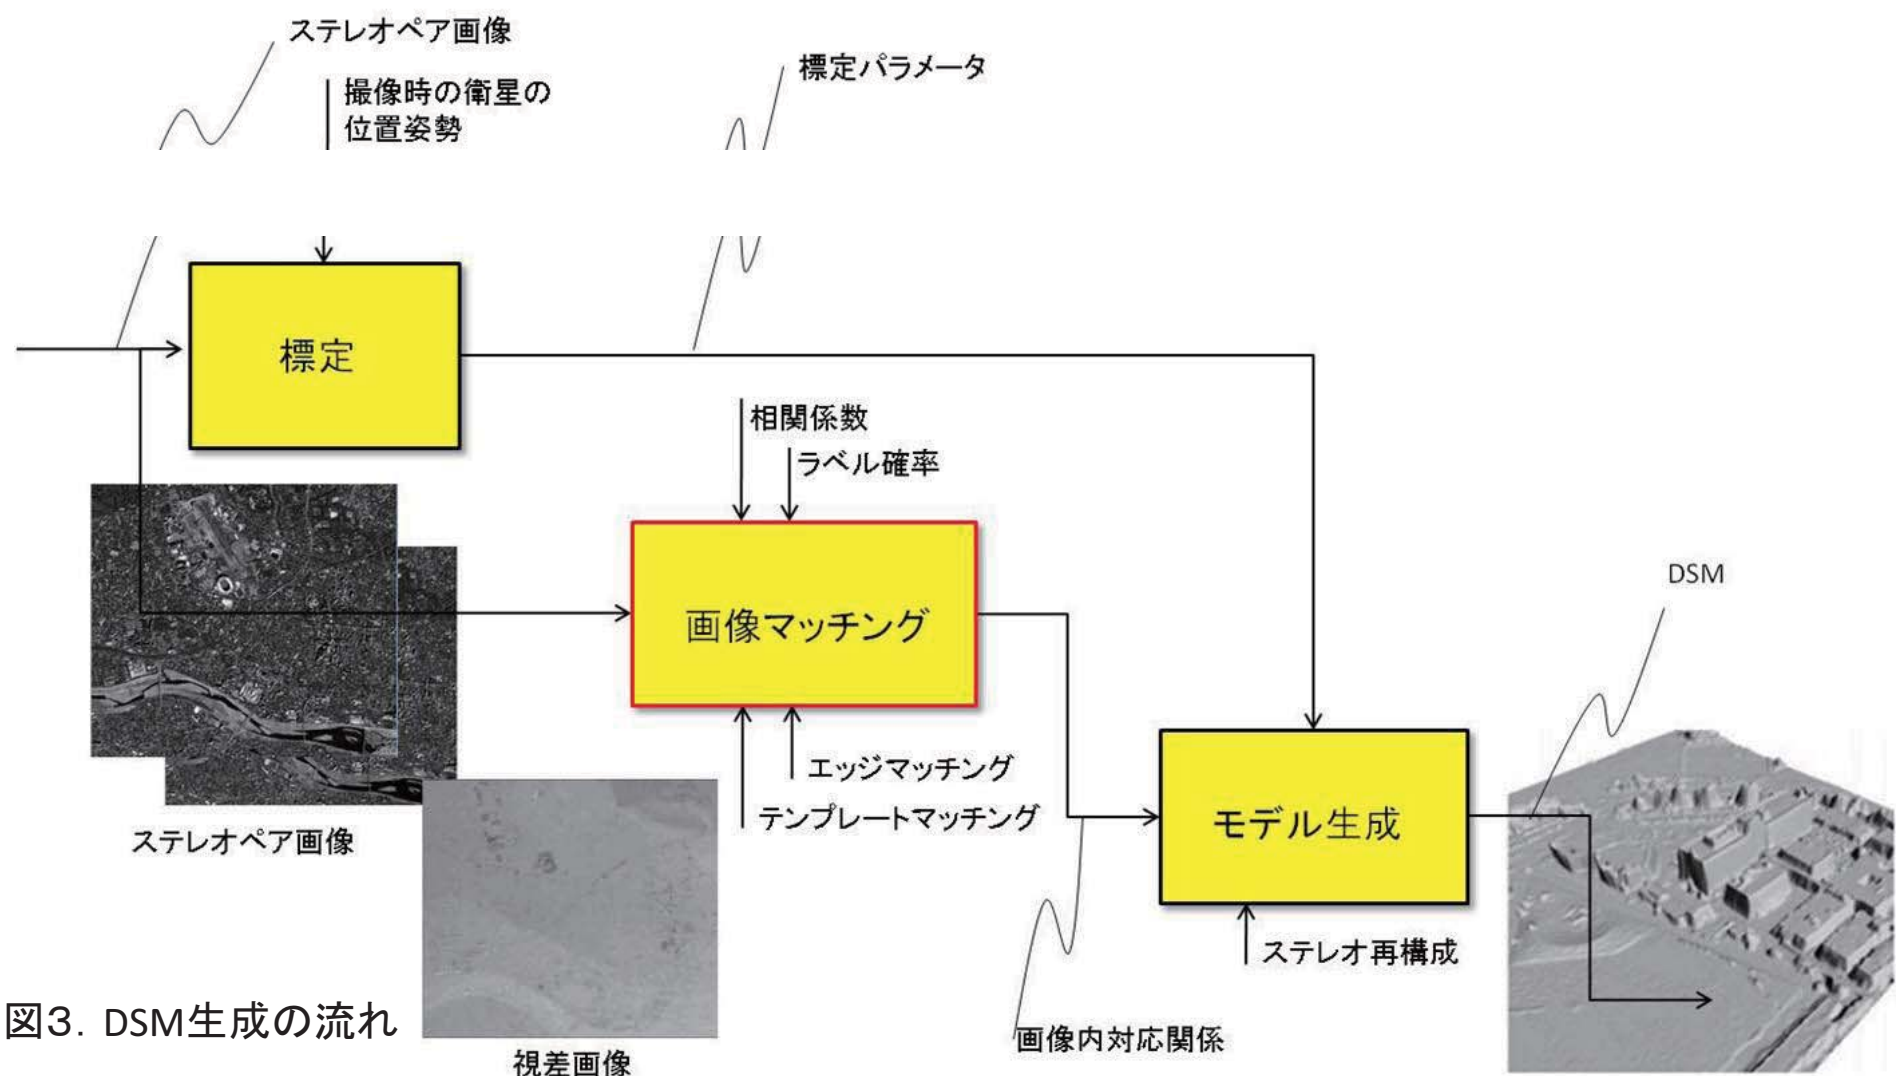 ステレオペア画像
撮像時の衛星の
位置姿勢
標定パラメータ
標定
相関係数
ラベル確率
画像マッチング
エッジマッチング
テンプレートマッチング
ステレオペア画像
DSM
モデル生成
ステレオ再構成
画像内対応関係
視差画像
図3. DSM生成の流れ